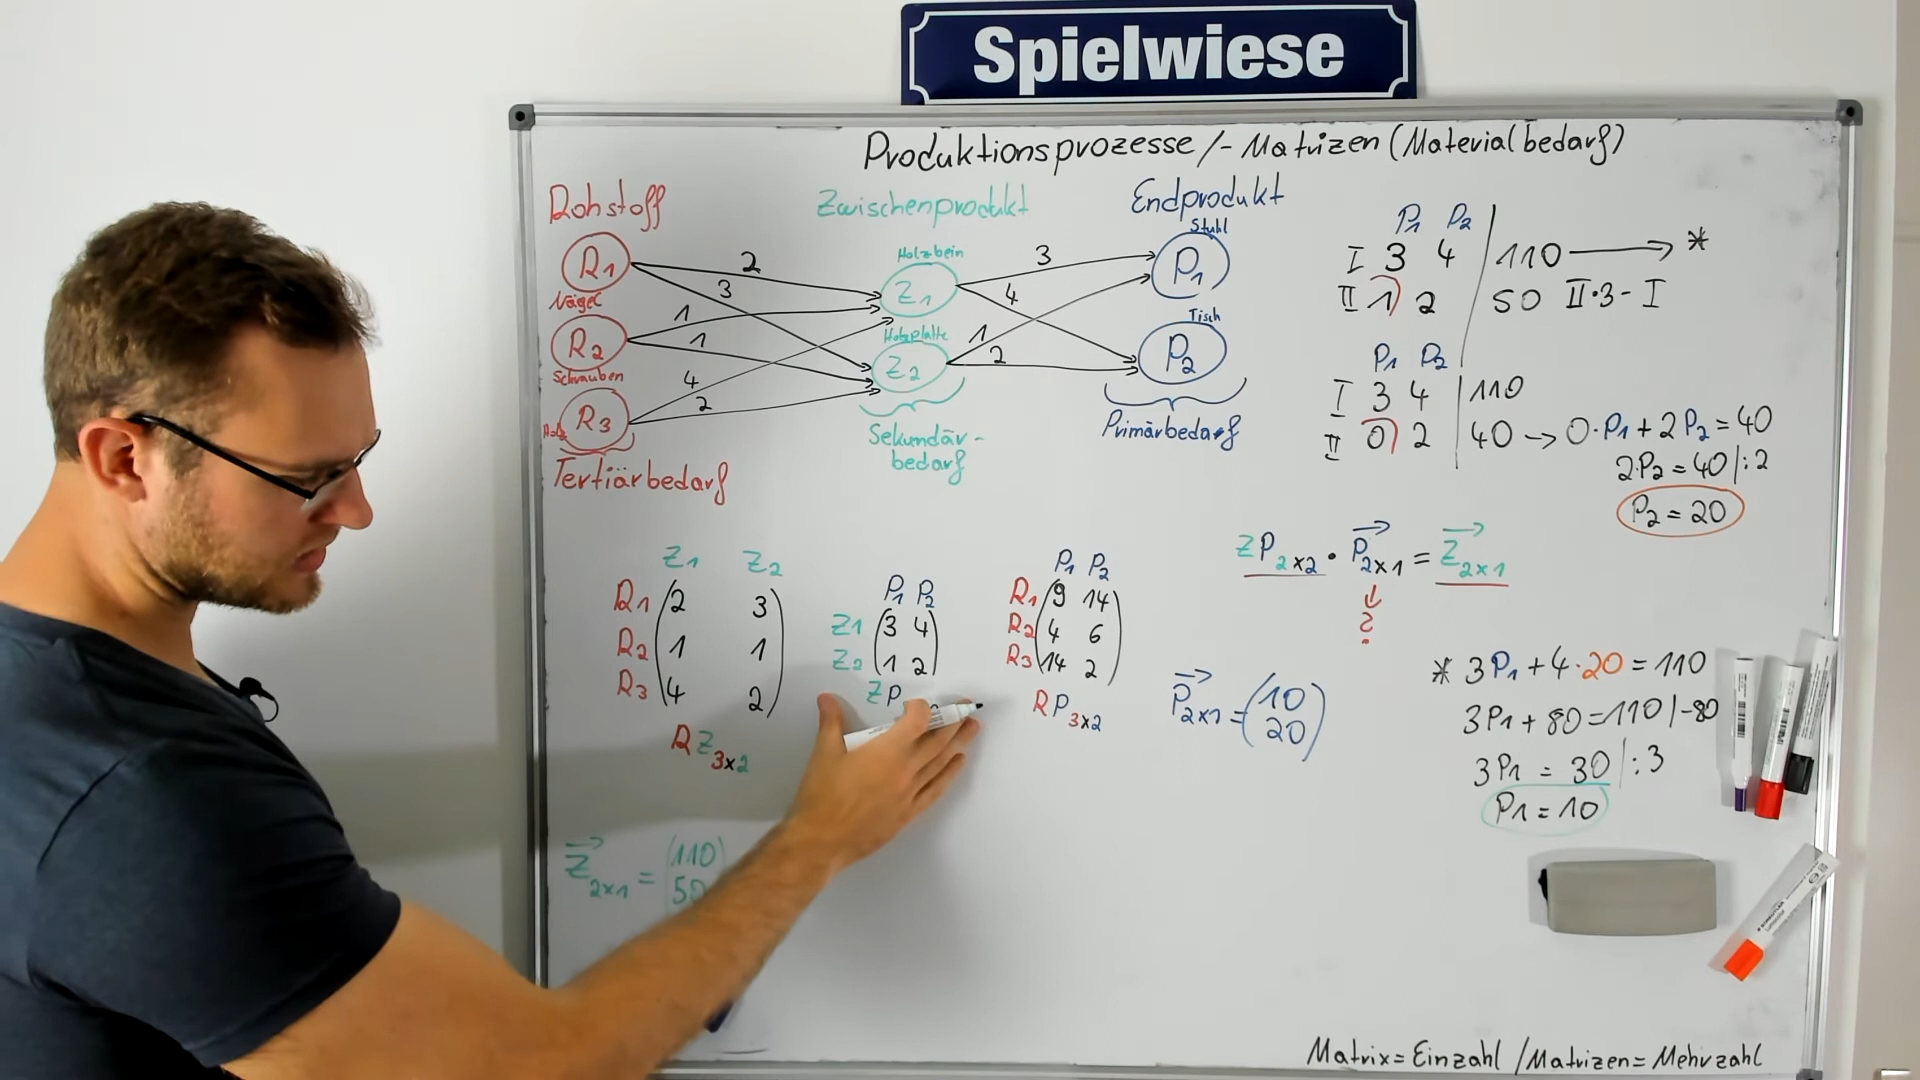 Spielwiese
Produktionsprozesse/-Matrizen (Materialbedarf)
Rohstoff
Zwischenprodukt
Endprodukt
Stuhl
R1
Nägel
R2
Schrauben
R3
Holz
Tertiärbedarf
2
3
1
1
4
2
Holzbein
Z1
Holzplatte
Z2
Sekundär-
bedarf
3
4
1
2
P1
Tisch
P2
Primärbedarf
P1 P2
I 3 4 | 110 → *
II 1 2 | 50 II·3-I
P1 P2
I 3 4 | 110
II 0 2 | 40 → 0·P1 + 2P2 = 40
2·P2 = 40 |:2
P2 = 20
Z1 Z2
R1 2 3
R2 1 1
R3 4 2
RZ3x2
P1 P2
Z1 3 4
Z2 1 2
ZP
P1 P2
R1 9 14
R2 4 6
R3 14 2
RP3x2
ZP2x2 · P2x1 = Z2x1
?
P2x1 = (10
20)
* 3P1 + 4·20 = 110
3P1 + 80 = 110 |-80
3P1 = 30 |:3
P1 = 10
Z2x1 = (110)
50
Matrix = Einzahl / Matrizen = Mehrzahl